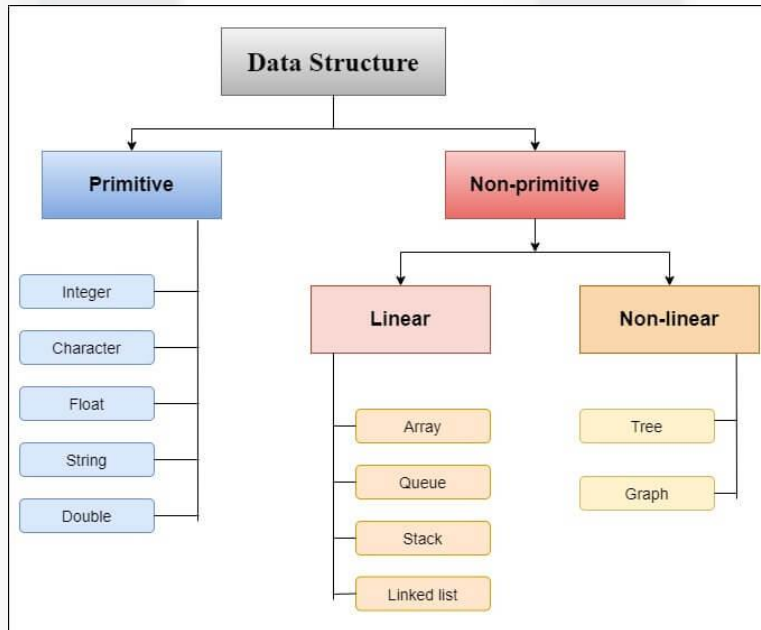 Data Structure
Primitive
Non-primitive
Integer
Character
Float
String
Double
Linear
Non-linear
Array
Queue
Stack
Linked list
Tree
Graph